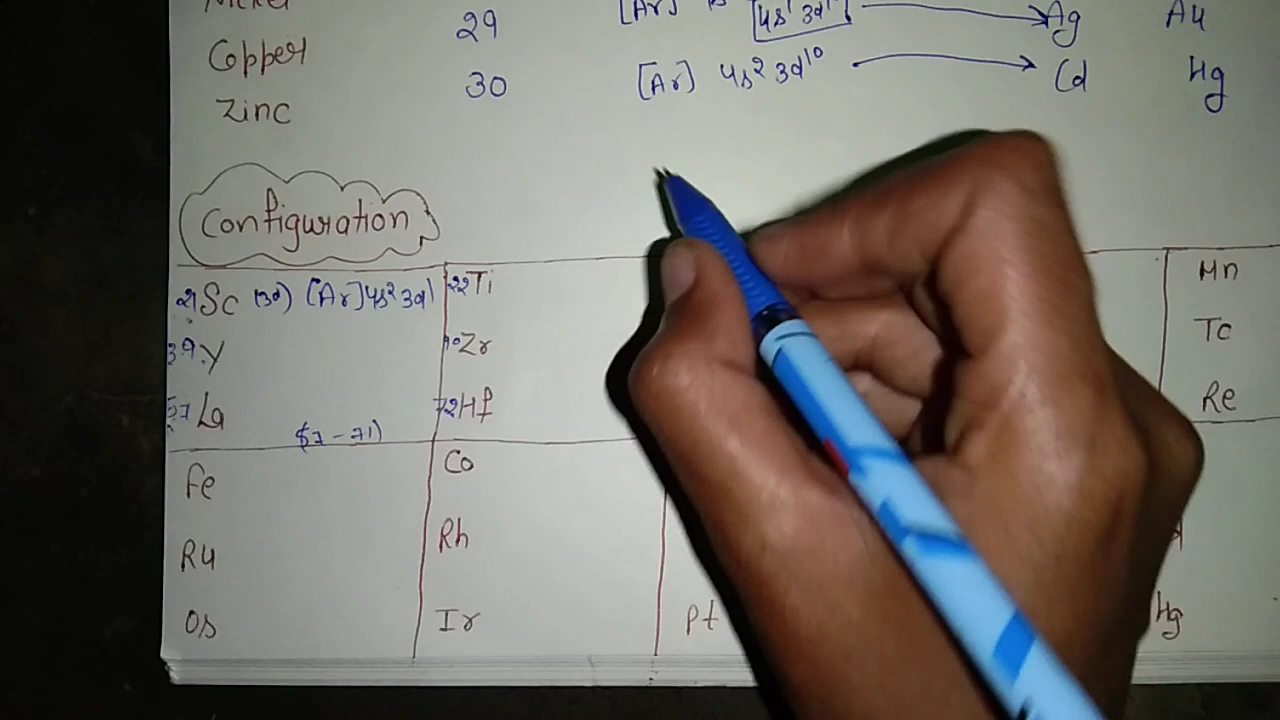 29 [Ar] 4s¹ 3d¹⁰ Ag Au
Copper
30 [Ar] 4s² 3d¹⁰ Cd Hg
Zinc
Configuration
21Sc (3d) [Ar] 4s² 3d¹ 22Ti Mn
39Y 40Zr Tc
57La 72Hf Re
(57-71)
Fe Co
Ru Rh
Os Ir Pt Hg